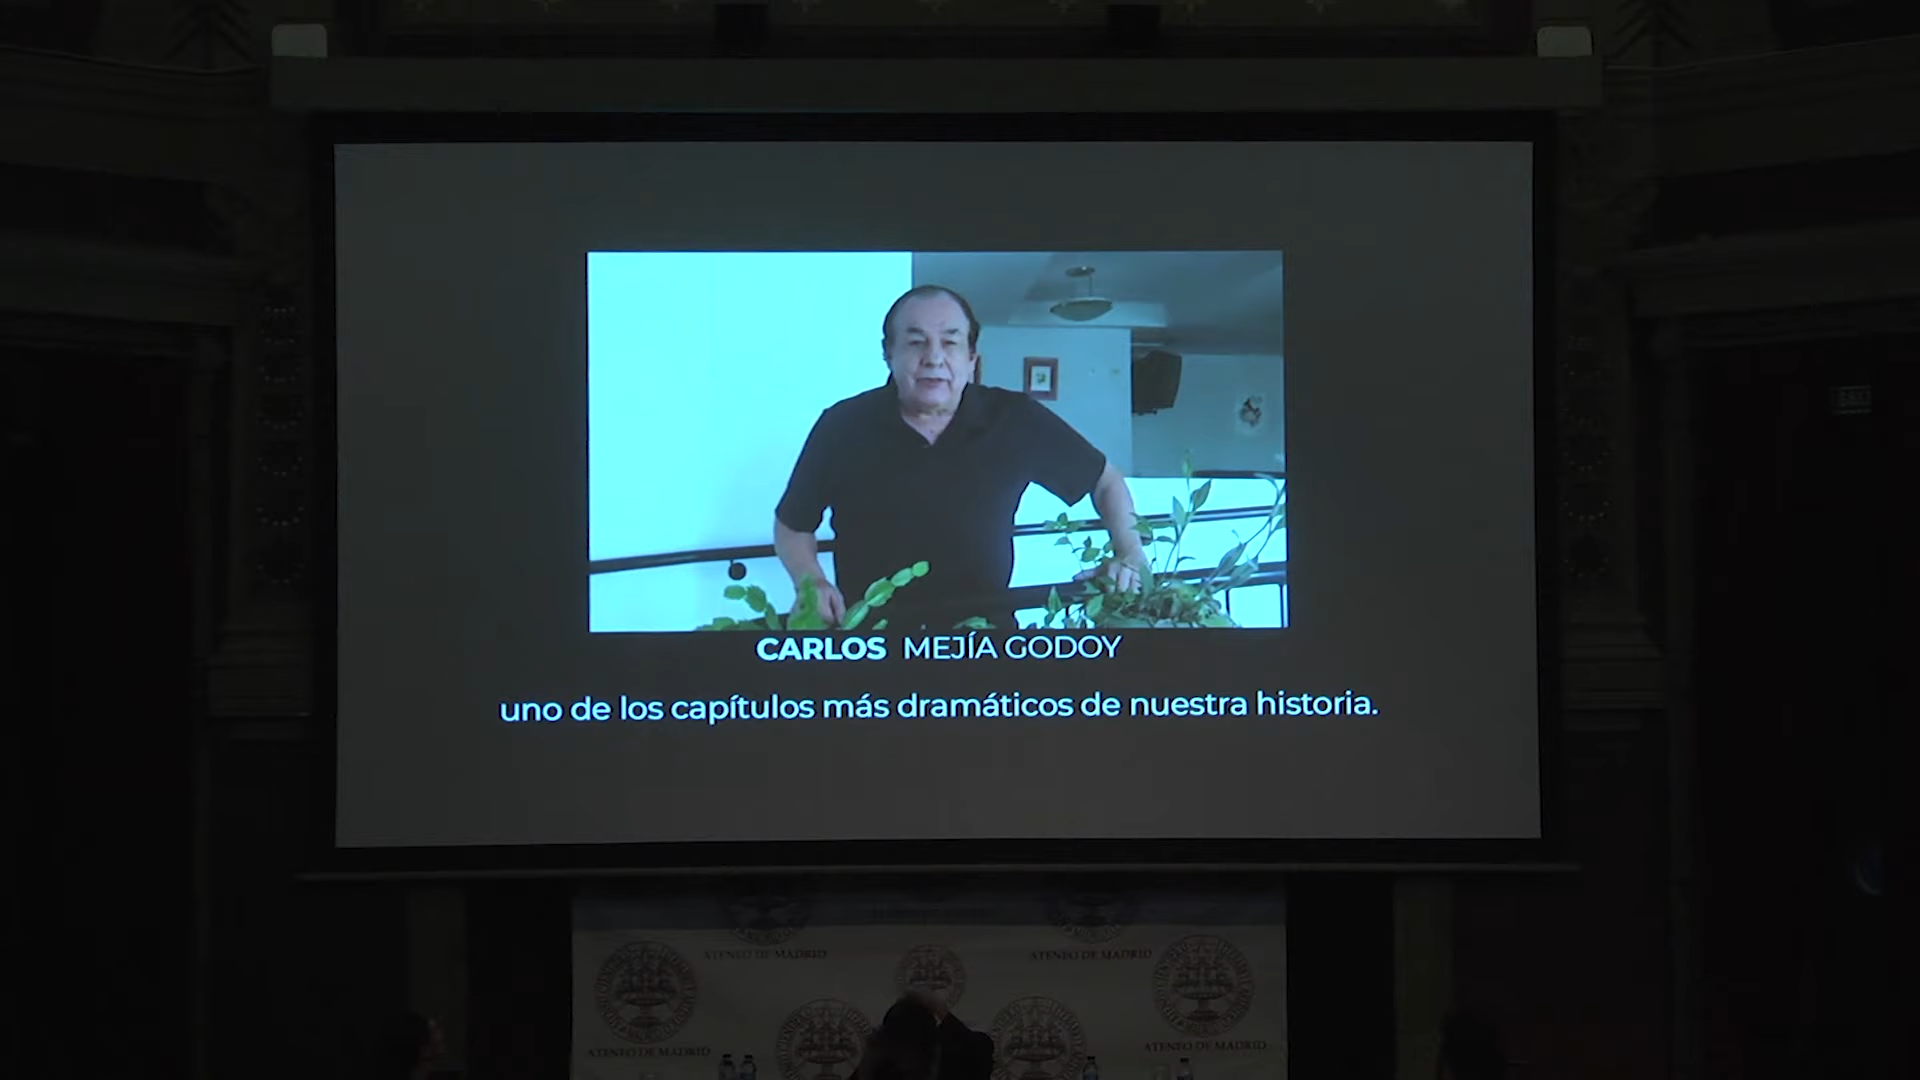 CARLOS MEJÍA GODOY
uno de los capítulos más dramáticos de nuestra historia.
ATENEO DE MADRID
ATENEO DE MADRID
ATENEO DE MADRID
ATENEO DE MADRID